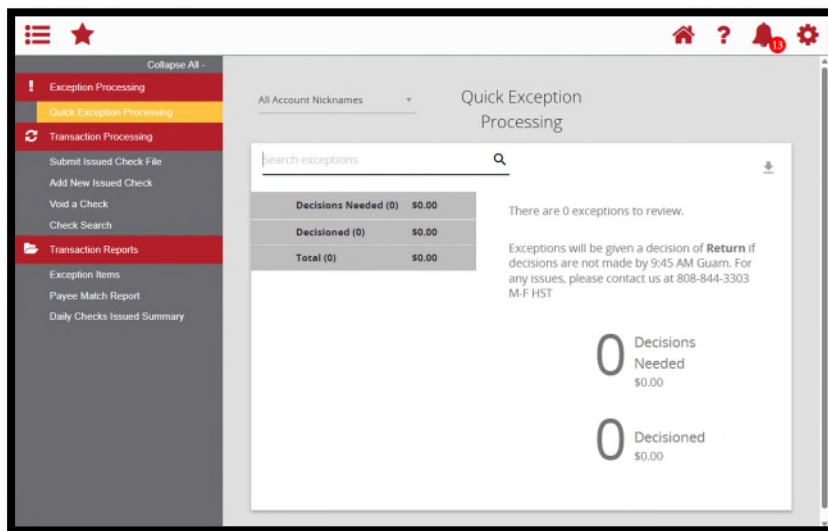 ?
13
Collapse All -
! Exception Processing
Quick Exception Processing
Transaction Processing
Submit Issued Check File
Add New Issued Check
Void a Check
Check Search
Transaction Reports
Exception Items
Payee Match Report
Daily Checks Issued Summary
All Account Nicknames
Quick Exception
Processing
Search exceptions
Decisions Needed (0) $0.00
Decisioned (0) $0.00
Total (0) $0.00
There are 0 exceptions to review.
Exceptions will be given a decision of Return if
decisions are not made by 9:45 AM Guam. For
any issues, please contact us at 808-844-3303
M-F HST
0 Decisions
Needed
$0.00
0 Decisioned
$0.00